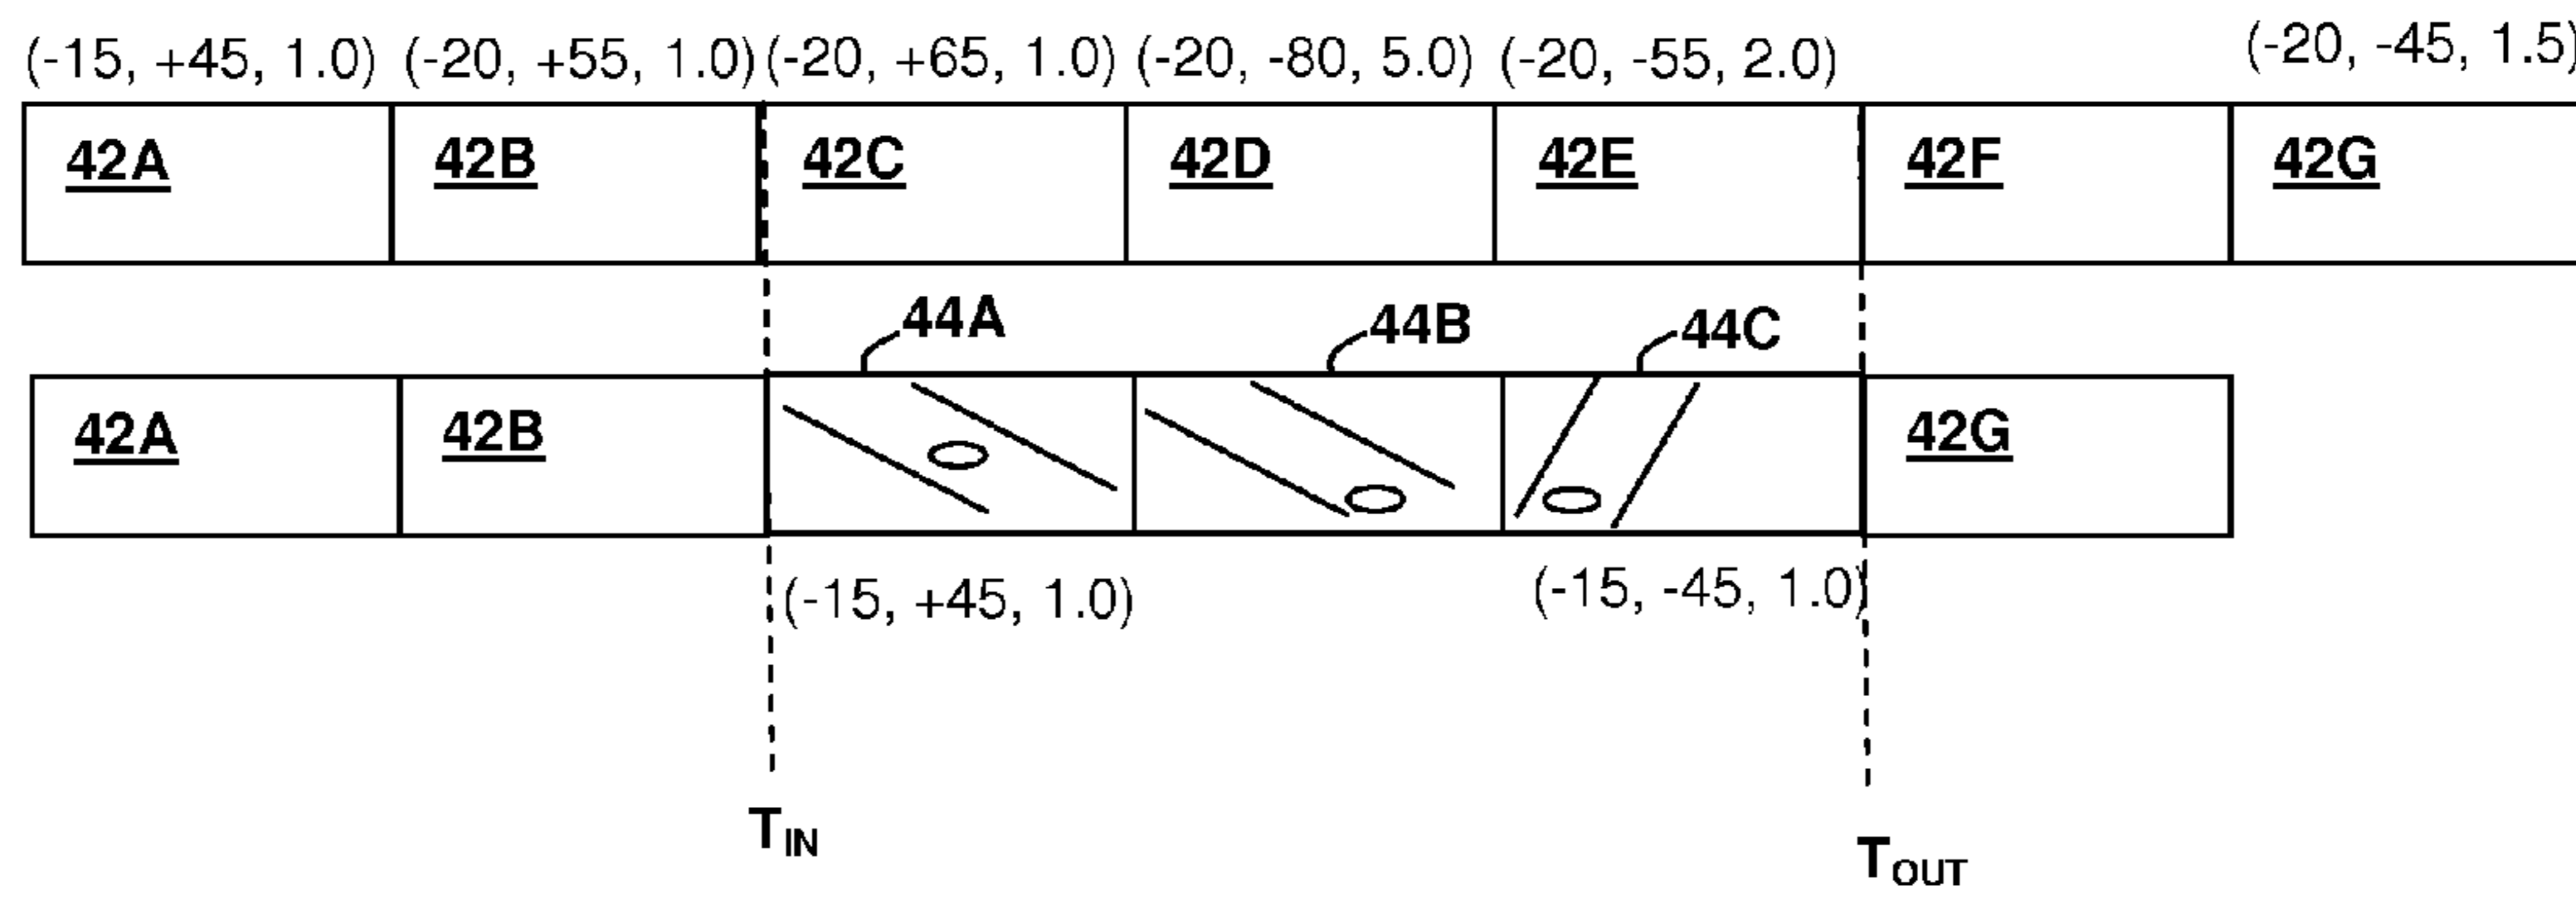 (-15, +45, 1.0) (-20, +55, 1.0) (-20, +65, 1.0) (-20, -80, 5.0) (-20, -55, 2.0) (-20, -45, 1.5)
42A 42B 42C 42D 42E 42F 42G
44A 44B 44C
42A 42B 42G
(-15, +45, 1.0) (-15, -45, 1.0)
TIN
TOUT